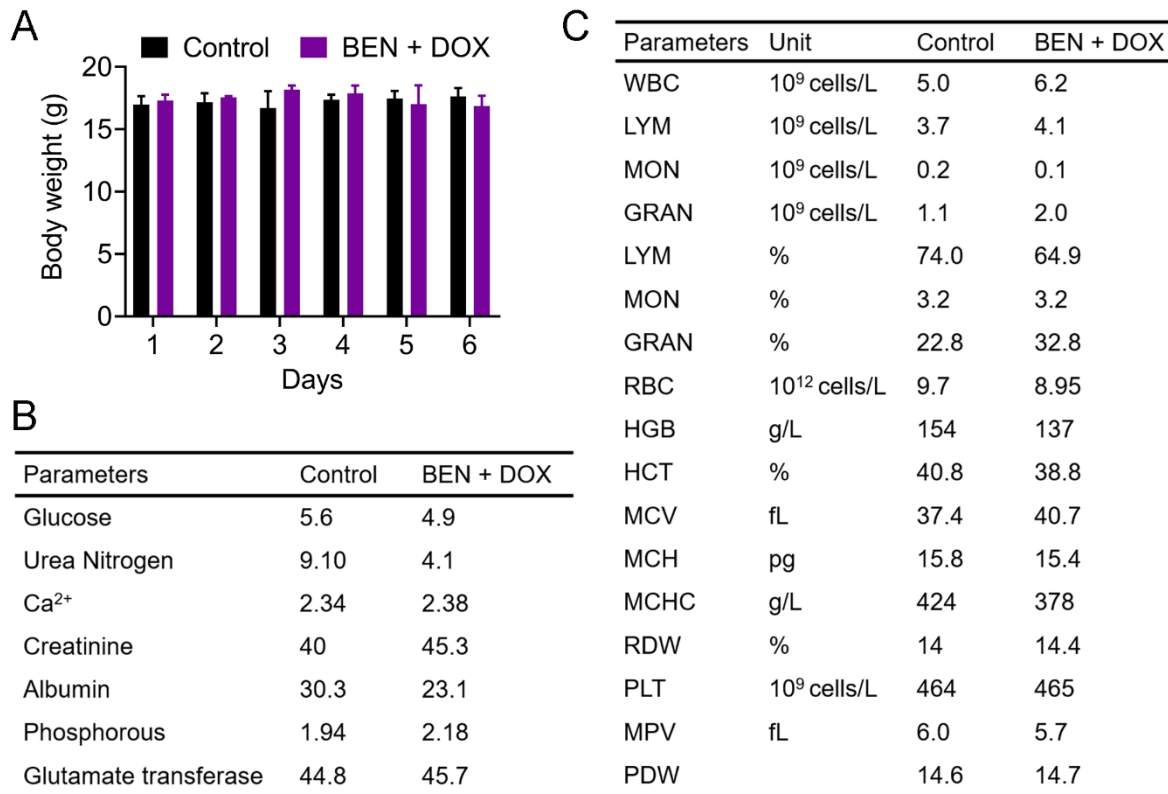 A
Control BEN + DOX
Body weight (g)
20
15
10
5
0
1 2 3 4 5 6
Days
B
Parameters Control BEN + DOX
Glucose 5.6 4.9
Urea Nitrogen 9.10 4.1
Ca²⁺ 2.34 2.38
Creatinine 40 45.3
Albumin 30.3 23.1
Phosphorous 1.94 2.18
Glutamate transferase 44.8 45.7
C
Parameters Unit Control BEN + DOX
WBC 10⁹ cells/L 5.0 6.2
LYM 10⁹ cells/L 3.7 4.1
MON 10⁹ cells/L 0.2 0.1
GRAN 10⁹ cells/L 1.1 2.0
LYM % 74.0 64.9
MON % 3.2 3.2
GRAN % 22.8 32.8
RBC 10¹² cells/L 9.7 8.95
HGB g/L 154 137
HCT % 40.8 38.8
MCV fL 37.4 40.7
MCH pg 15.8 15.4
MCHC g/L 424 378
RDW % 14 14.4
PLT 10⁹ cells/L 464 465
MPV fL 6.0 5.7
PDW 14.6 14.7